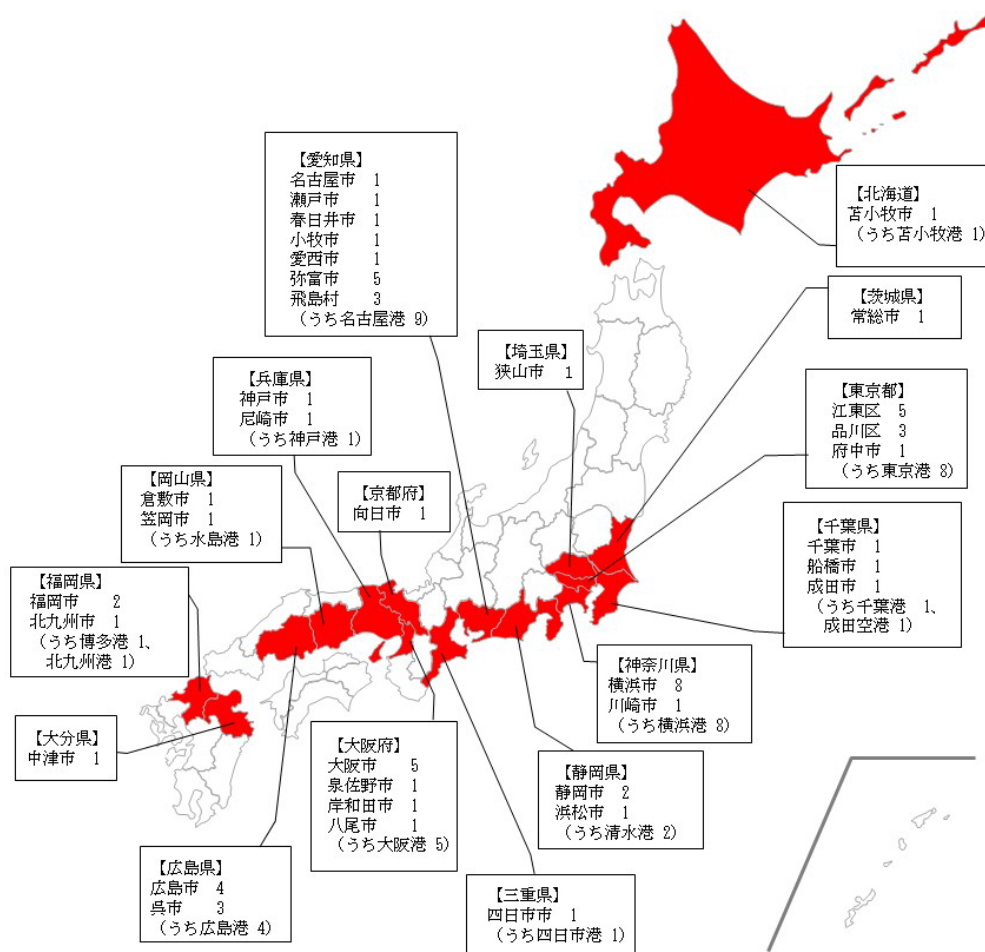 【愛知県】
名古屋市 1
瀬戸市 1
春日井市 1
小牧市 1
愛西市 1
弥富市 5
飛島村 3
(うち名古屋港 9)
【北海道】
苫小牧市 1
(うち苫小牧港 1)
【茨城県】
常総市 1
【埼玉県】
狭山市 1
【兵庫県】
神戸市 1
尼崎市 1
(うち神戸港 1)
【東京都】
江東区 5
品川区 3
府中市 1
(うち東京港 8)
【岡山県】
倉敷市 1
笠岡市 1
(うち水島港 1)
【京都府】
向日市 1
【千葉県】
千葉市 1
船橋市 1
成田市 1
(うち千葉港 1、
成田空港 1)
【福岡県】
福岡市 2
北九州市 1
(うち博多港 1、
北九州港 1)
【神奈川県】
横浜市 8
川崎市 1
(うち横浜港 8)
【大分県】
中津市 1
【大阪府】
大阪市 5
泉佐野市 1
岸和田市 1
八尾市 1
(うち大阪港 5)
【静岡県】
静岡市 2
浜松市 1
(うち清水港 2)
【広島県】
広島市 4
呉市 3
(うち広島港 4)
【三重県】
四日市市 1
(うち四日市港 1)